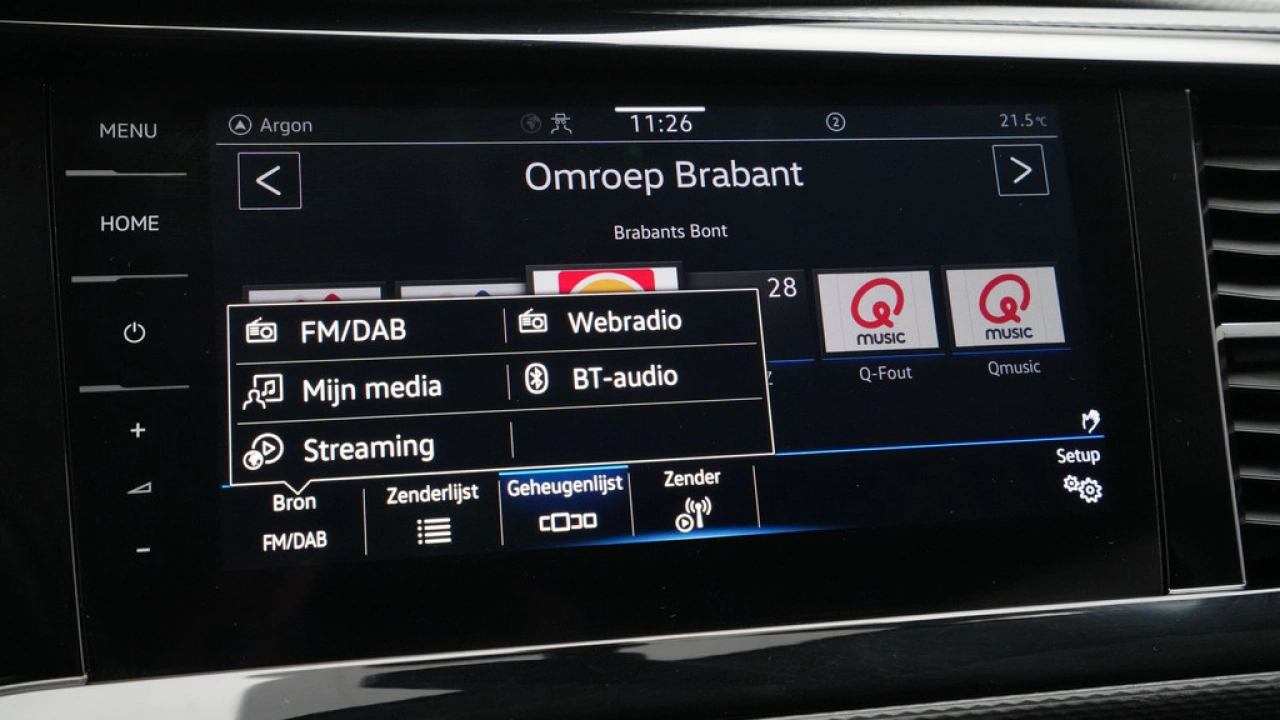 MENU
HOME
+
−
Argon
11:26
2
21.5°C
<
Omroep Brabant
>
Brabants Bont
28
Q
MUSIC
Q
MUSIC
z
Q-Fout
Qmusic
FM/DAB
Webradio
Mijn media
BT-audio
Streaming
Bron
FM/DAB
Zenderlijst
Geheugenlijst
Zender
Setup